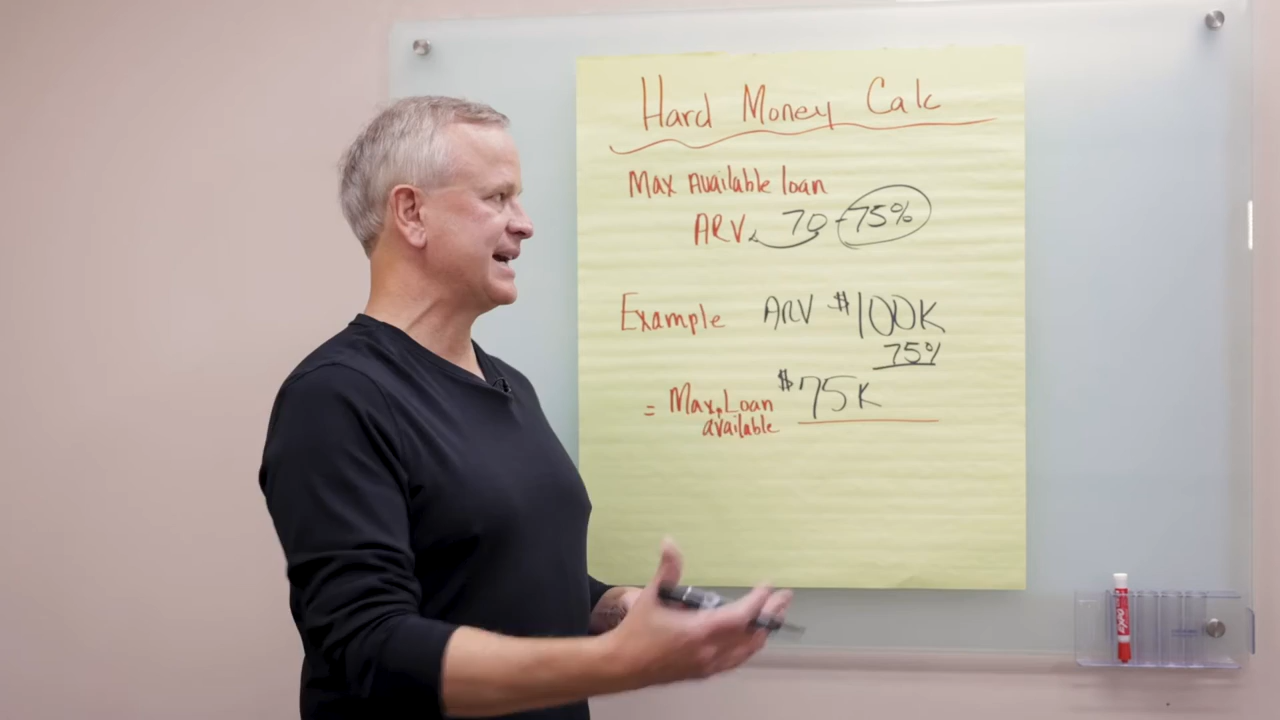 Hard Money Calc
Max Available loan
ARV 70-75%
Example ARV $100K
75%
= Max Loan $75K
available